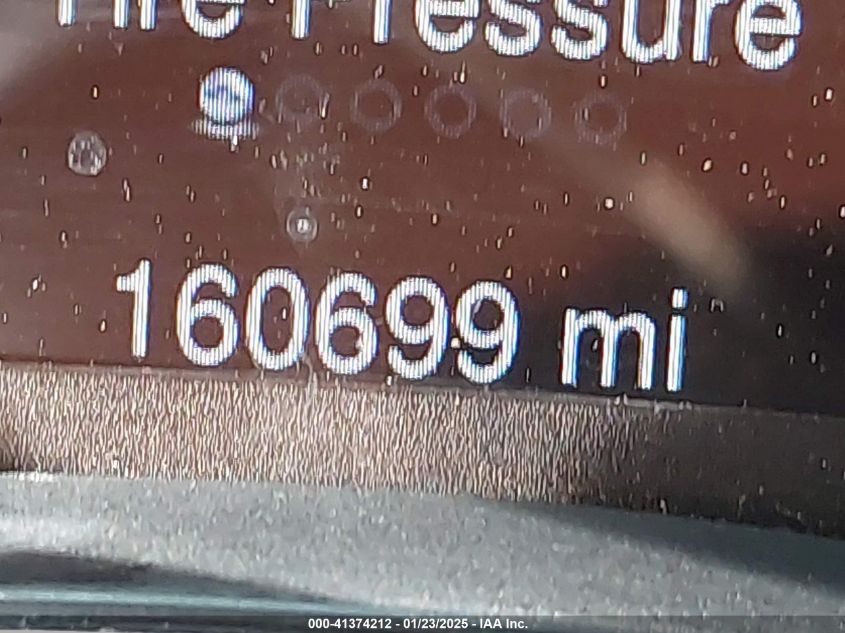 Tire Pressure
160699 mi
000-41374212 - 01/23/2025 - IAA Inc.